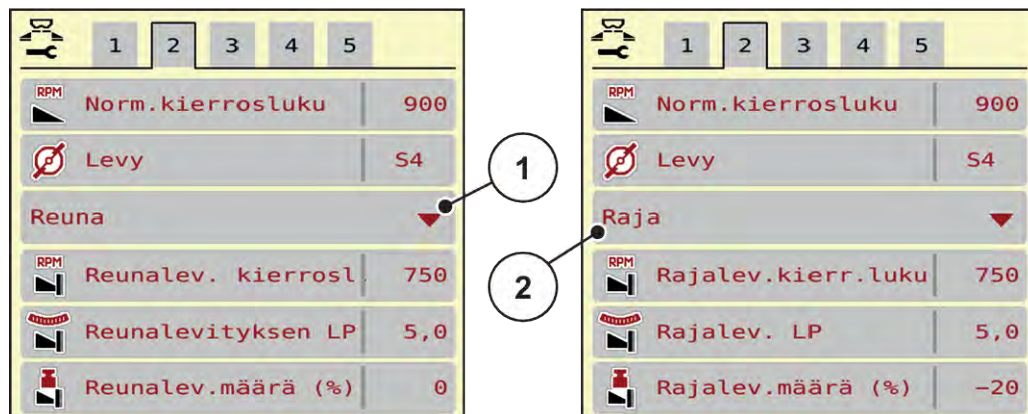 1 2 3 4 5
RPM Norm.kierrosluku 900
Levy S4
Reuna
RPM Reunalev. kierrosl. 750
Reunalevityksen LP 5,0
Reunalev.määrä (%) 0
1
2
1 2 3 4 5
RPM Norm.kierrosluku 900
Levy S4
Raja
RPM Rajalev.kierr.luku 750
Rajalev. LP 5,0
Rajalev.määrä (%) -20